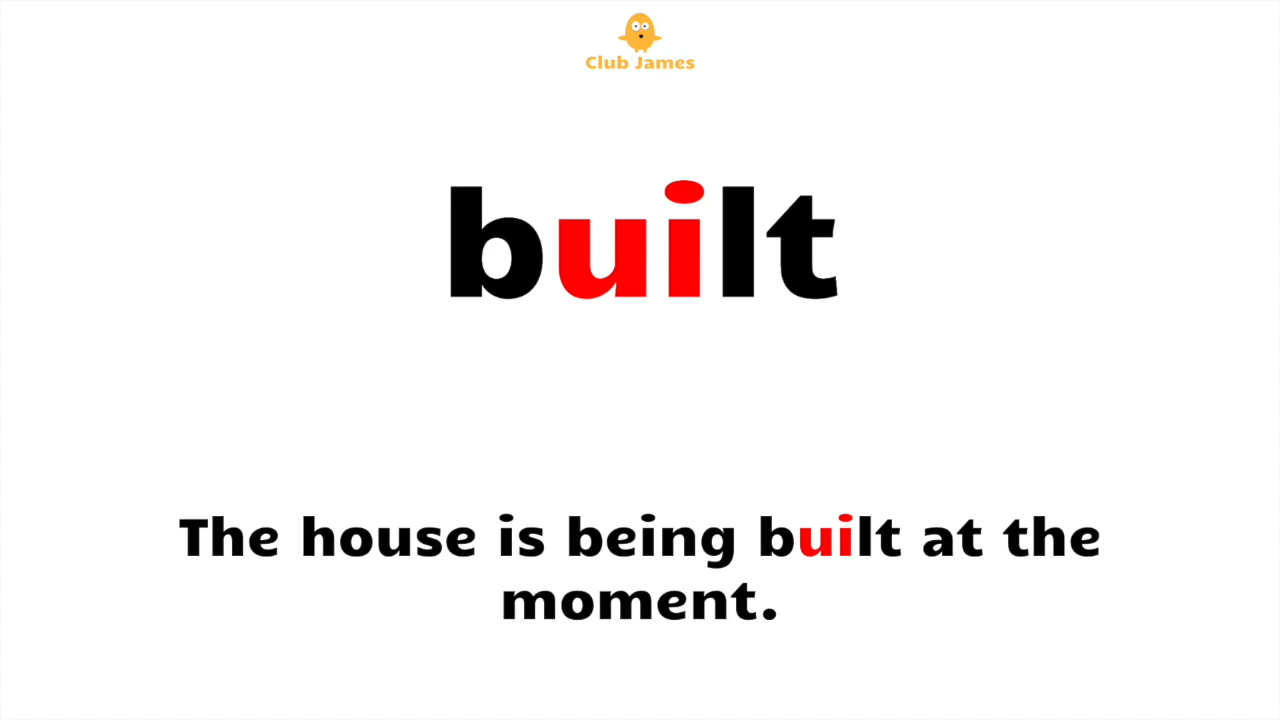 Club James
built
The house is being built at the
moment.